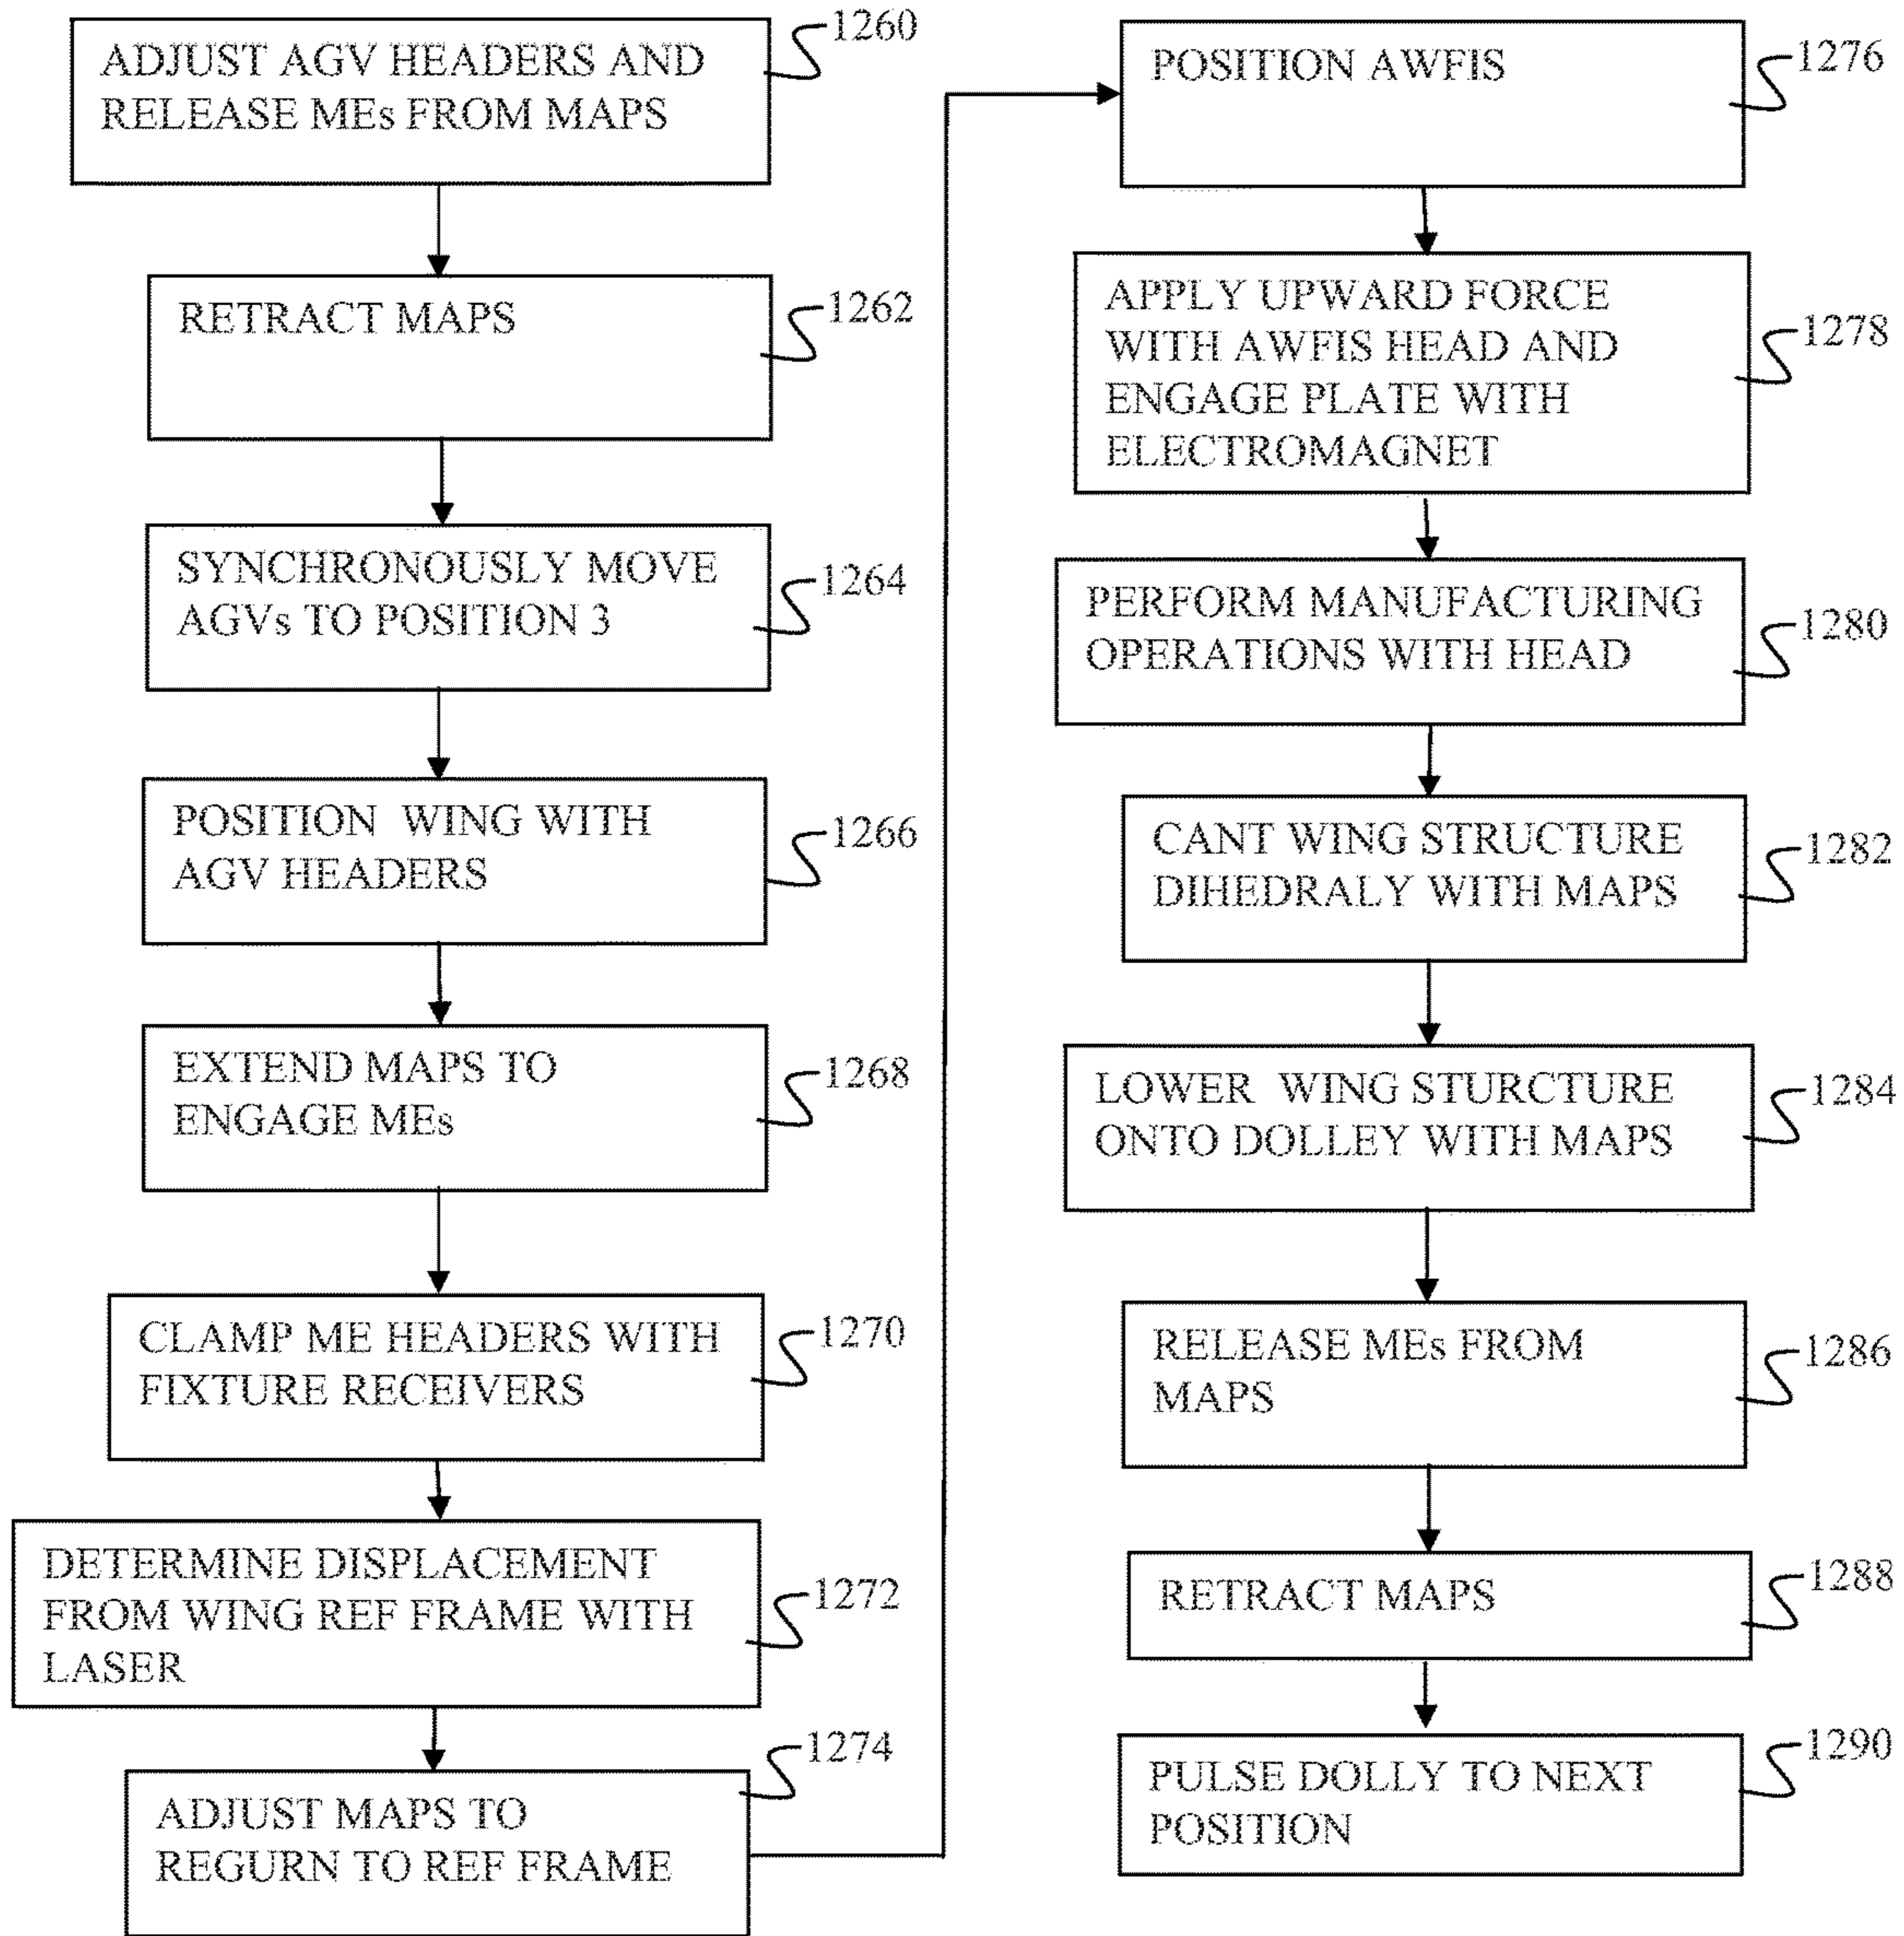 ADJUST AGV HEADERS AND
RELEASE MEs FROM MAPS
1260
RETRACT MAPS
1262
SYNCHRONOUSLY MOVE
AGVs TO POSITION 3
1264
POSITION WING WITH
AGV HEADERS
1266
EXTEND MAPS TO
ENGAGE MEs
1268
CLAMP ME HEADERS WITH
FIXTURE RECEIVERS
1270
DETERMINE DISPLACEMENT
FROM WING REF FRAME WITH
LASER
1272
ADJUST MAPS TO
REGURN TO REF FRAME
1274
POSITION AWFIS
1276
APPLY UPWARD FORCE
WITH AWFIS HEAD AND
ENGAGE PLATE WITH
ELECTROMAGNET
1278
PERFORM MANUFACTURING
OPERATIONS WITH HEAD
1280
CANT WING STRUCTURE
DIHEDRALY WITH MAPS
1282
LOWER WING STURCTURE
ONTO DOLLEY WITH MAPS
1284
RELEASE MEs FROM
MAPS
1286
RETRACT MAPS
1288
PULSE DOLLY TO NEXT
POSITION
1290